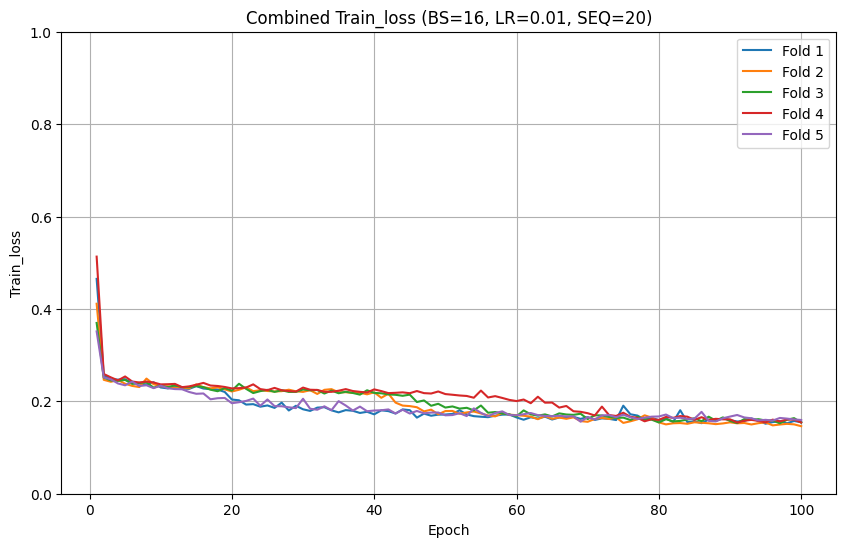 Combined Train_loss (BS=16, LR=0.01, SEQ=20)
Train_loss
1.0
0.8
0.6
0.4
0.2
0.0
Fold 1
Fold 2
Fold 3
Fold 4
Fold 5
0 20 40 60 80 100
Epoch